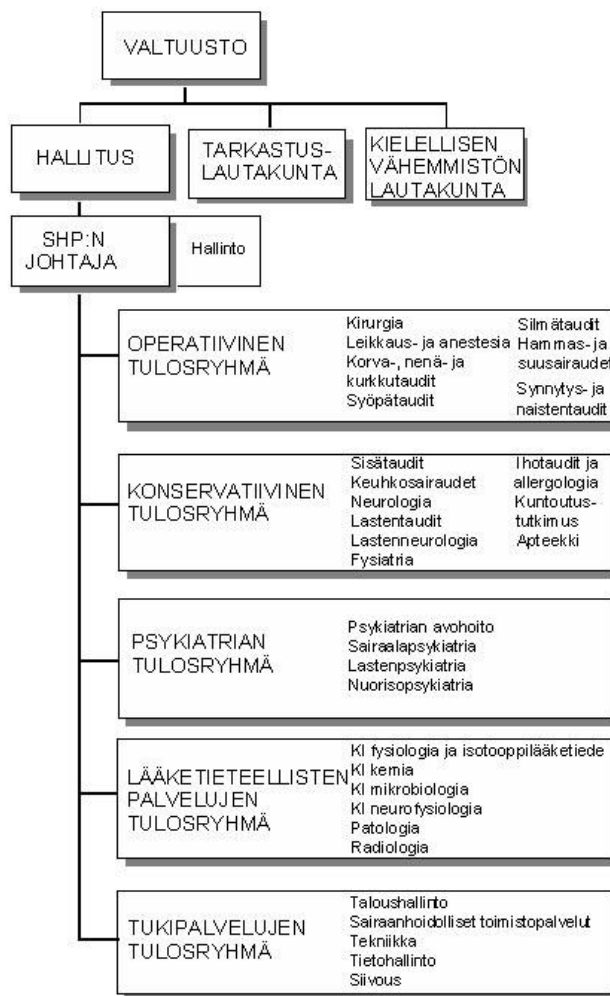 VALTUUSTO
HALLITUS
TARKASTUS-
LAUTAKUNTA
KIELELLISEN
VÄHEMMISTÖN
LAUTAKUNTA
SHP:N
JOHTAJA
Hallinto
OPERATIIVINEN
TULOSRYHMÄ
Kirurgia
Leikkaus- ja anestesia
Korva-, nenä- ja
kurkkutaudit
Syöpätaudit
Silmätaudit
Hammas- ja
suusairaudet
Synnytys- ja
naistentaudit
KONSERVATIIVINEN
TULOSRYHMÄ
Sisätaudit
Keuhkosairaudet
Neurologia
Lastentaudit
Lastenneurologia
Fysiatria
Ihotaudit ja
allergologia
Kuntoutus-
tutkimus
Apteekki
PSYKIATRIAN
TULOSRYHMÄ
Psykiatrian avohoito
Sairaalapsykiatria
Lastenpsykiatria
Nuorisopsykiatria
LÄÄKETIETEELLISTEN
PALVELUJEN
TULOSRYHMÄ
Kl fysiologia ja isotooppilääketiede
Kl kemia
Kl mikrobiologia
Kl neurofysiologia
Patologia
Radiologia
TUKIPALVELUJEN
TULOSRYHMÄ
Taloushallinto
Sairaanhoidolliset toimistopalvelut
Tekniikka
Tietohallinto
Siivous